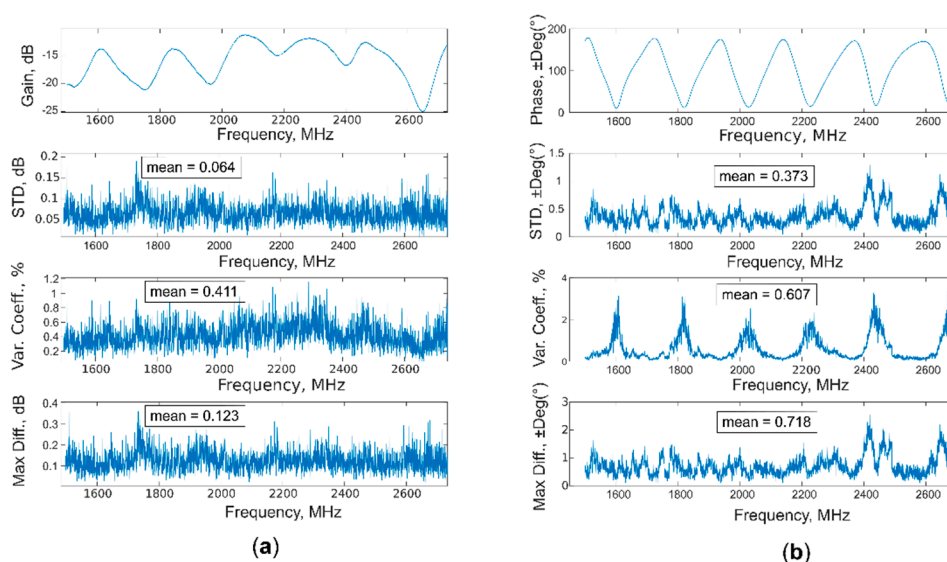 Gain, dB
-15
-20
-25
1600 1800 2000 2200 2400 2600
Frequency, MHz
STD, dB
0.2
0.15
0.1
0.05
mean = 0.064
1600 1800 2000 2200 2400 2600
Frequency, MHz
Var. Coeff., %
1.2
1
0.8
0.6
0.4
0.2
mean = 0.411
1600 1800 2000 2200 2400 2600
Frequency, MHz
Max Diff., dB
0.4
0.3
0.2
0.1
mean = 0.123
1600 1800 2000 2200 2400 2600
Frequency, MHz
(a)
Phase, ±Deg(°)
200
100
0
1600 1800 2000 2200 2400 2600
Frequency, MHz
STD, ±Deg(°)
1.5
1
0.5
0
mean = 0.373
1600 1800 2000 2200 2400 2600
Frequency, MHz
Var. Coeff., %
4
2
0
mean = 0.607
1600 1800 2000 2200 2400 2600
Frequency, MHz
Max Diff., ±Deg(°)
3
2
1
0
mean = 0.718
1600 1800 2000 2200 2400 2600
Frequency, MHz
(b)